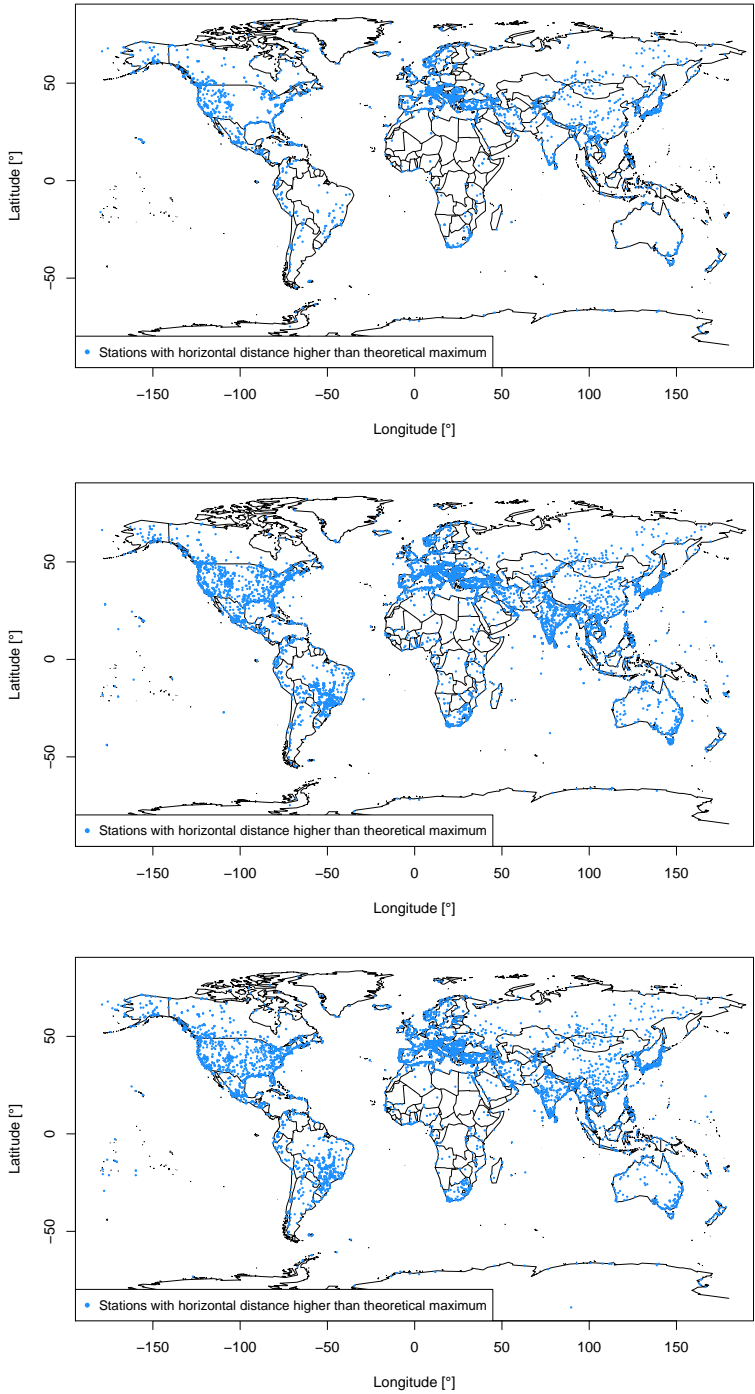 Latitude [°]
50
0
−50
Stations with horizontal distance higher than theoretical maximum
−150 −100 −50 0 50 100 150
Longitude [°]
Latitude [°]
50
0
−50
Stations with horizontal distance higher than theoretical maximum
−150 −100 −50 0 50 100 150
Longitude [°]
Latitude [°]
50
0
−50
Stations with horizontal distance higher than theoretical maximum
−150 −100 −50 0 50 100 150
Longitude [°]